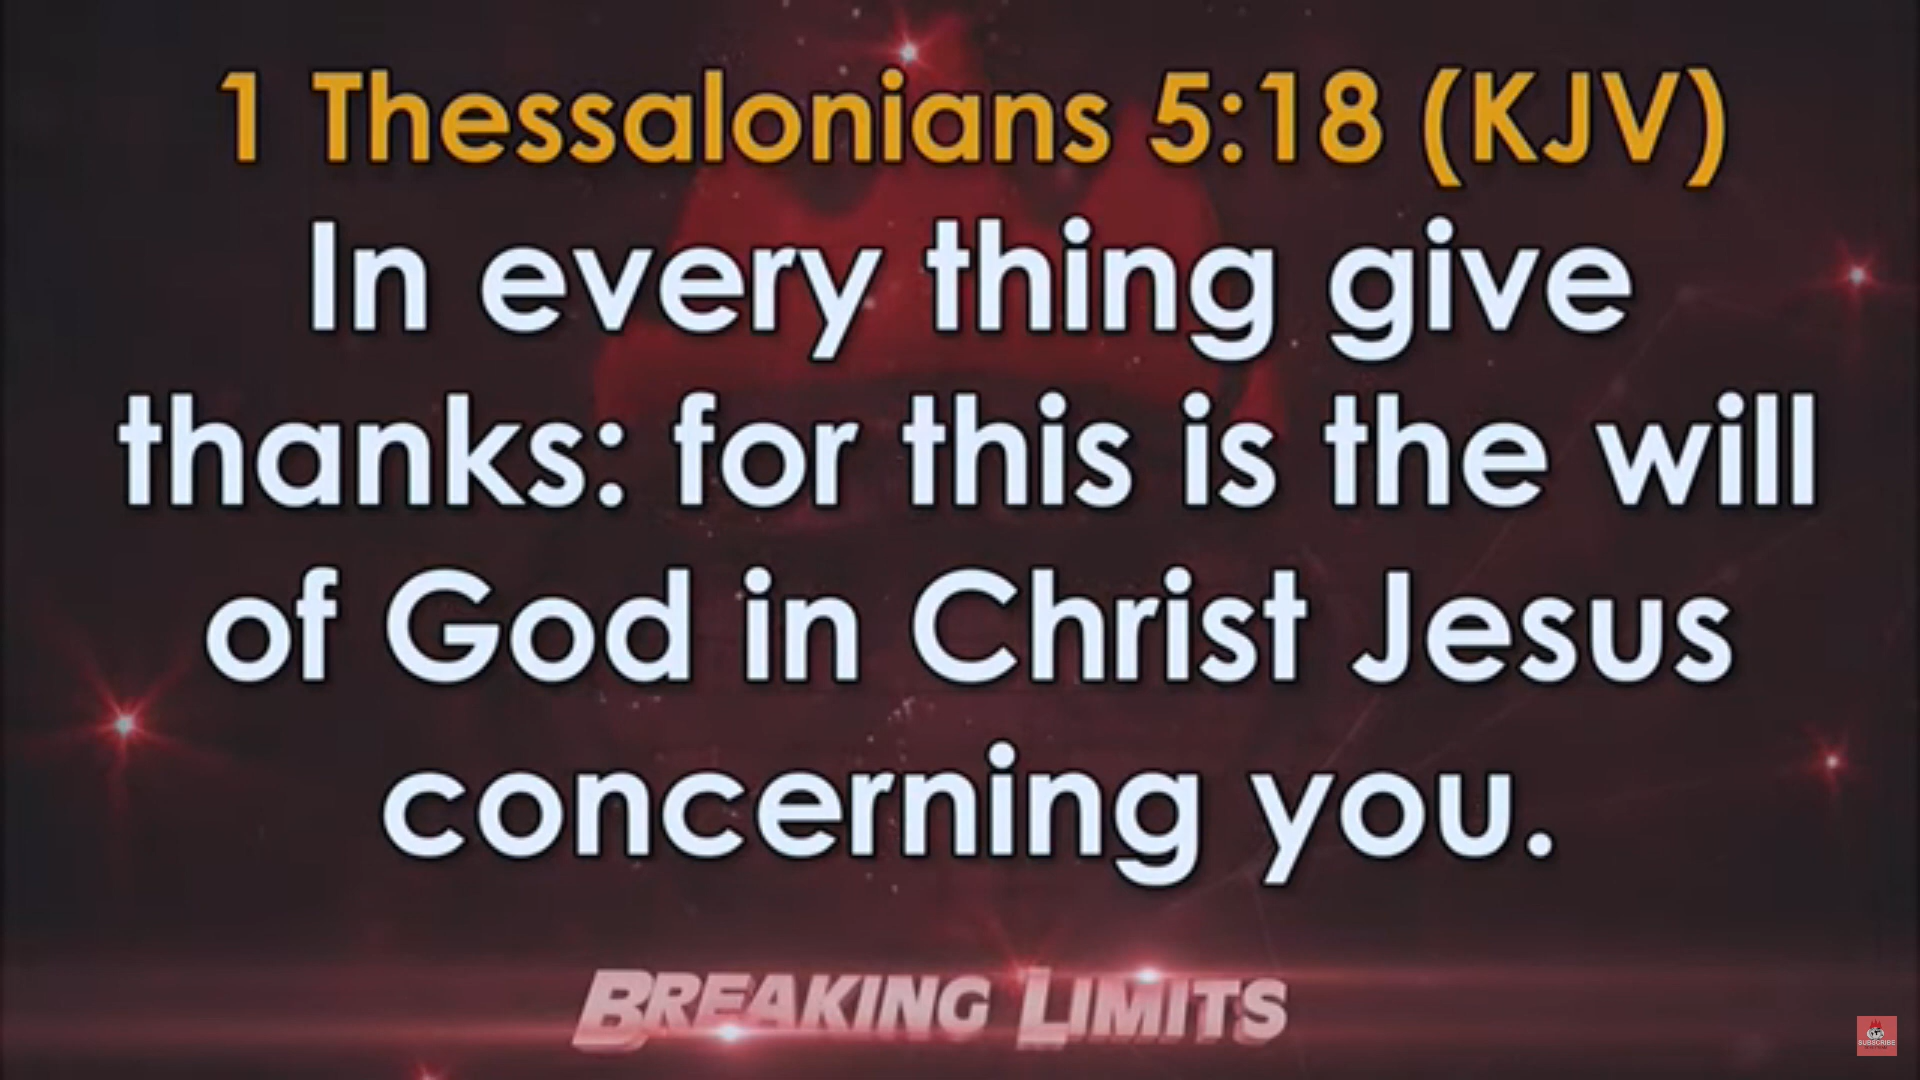 1 Thessalonians 5:18 (KJV)
In every thing give
thanks: for this is the will
of God in Christ Jesus
concerning you.
BREAKING LIMITS
SUBSCRIBE